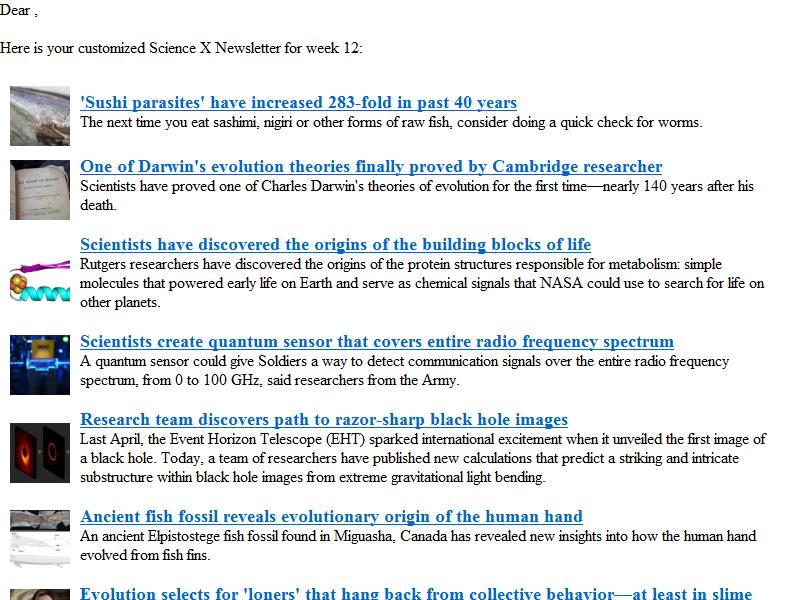 Dear ,
Here is your customized Science X Newsletter for week 12:
'Sushi parasites' have increased 283-fold in past 40 years
The next time you eat sashimi, nigiri or other forms of raw fish, consider doing a quick check for worms.
One of Darwin's evolution theories finally proved by Cambridge researcher
Scientists have proved one of Charles Darwin's theories of evolution for the first time—nearly 140 years after his
death.
Scientists have discovered the origins of the building blocks of life
Rutgers researchers have discovered the origins of the protein structures responsible for metabolism: simple
molecules that powered early life on Earth and serve as chemical signals that NASA could use to search for life on
other planets.
Scientists create quantum sensor that covers entire radio frequency spectrum
A quantum sensor could give Soldiers a way to detect communication signals over the entire radio frequency
spectrum, from 0 to 100 GHz, said researchers from the Army.
Research team discovers path to razor-sharp black hole images
Last April, the Event Horizon Telescope (EHT) sparked international excitement when it unveiled the first image of
a black hole. Today, a team of researchers have published new calculations that predict a striking and intricate
substructure within black hole images from extreme gravitational light bending.
Ancient fish fossil reveals evolutionary origin of the human hand
An ancient Elpistostege fish fossil found in Miguasha, Canada has revealed new insights into how the human hand
evolved from fish fins.
Evolution selects for 'loners' that hang back from collective behavior—at least in slime